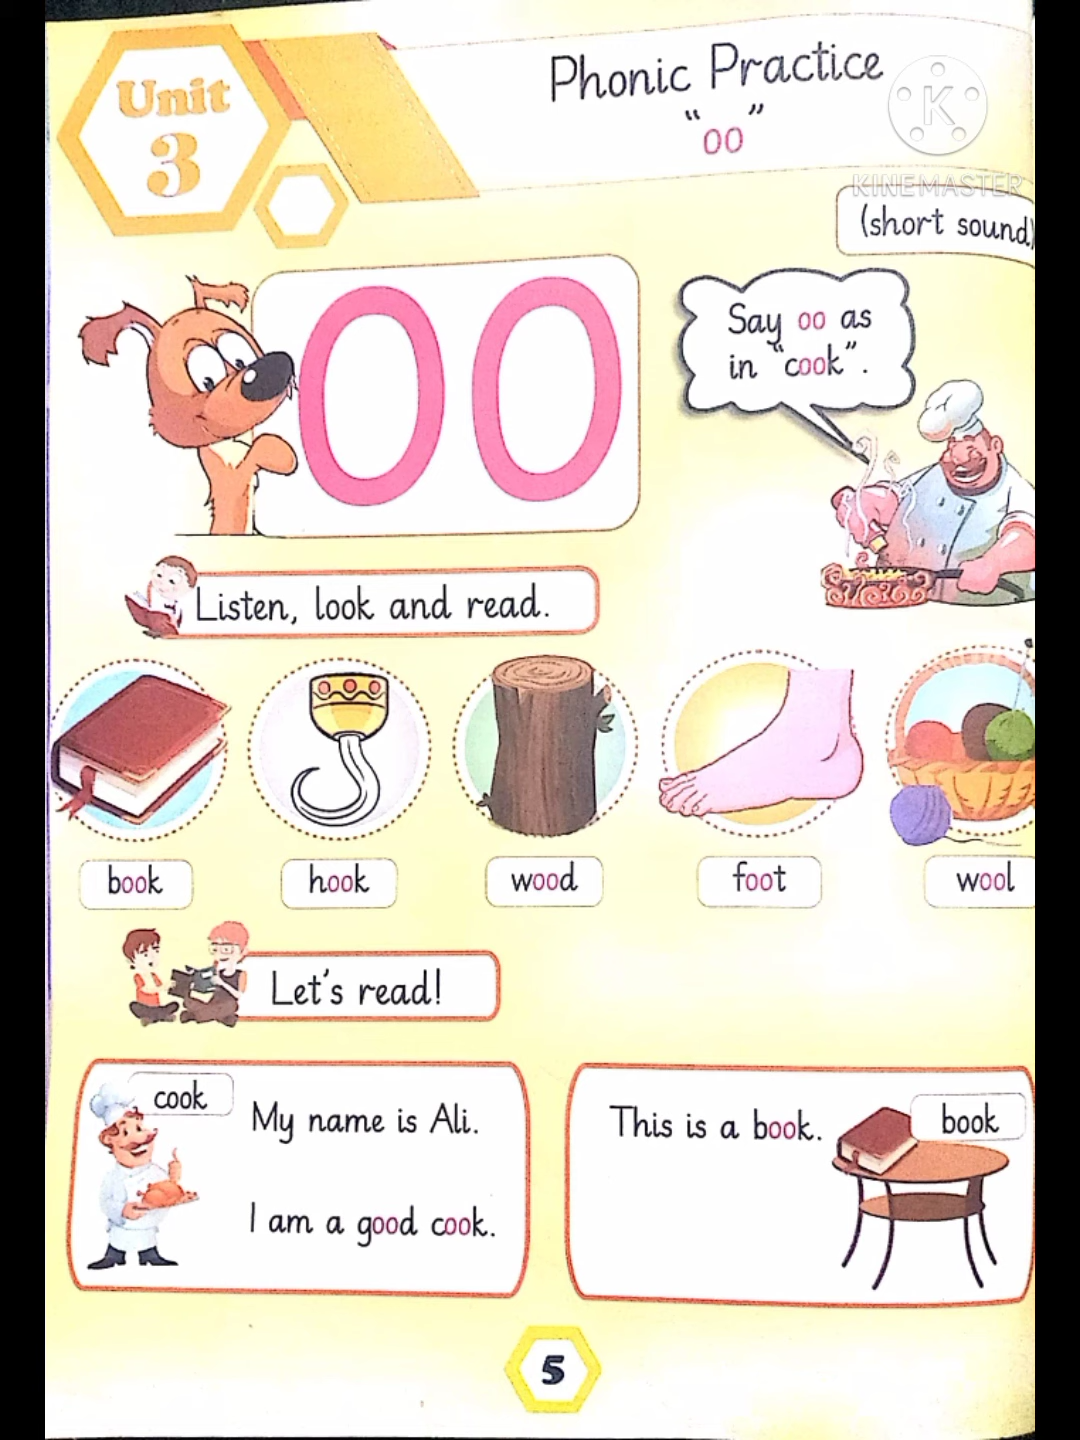 Unit
3
Phonic Practice
"oo"
K
KINEMASTER
(short sound)
oo
Say oo as
in "cook".
Listen, look and read.
book
hook
wood
foot
wool
Let's read!
cook
My name is Ali.
I am a good cook.
This is a book.
book
5